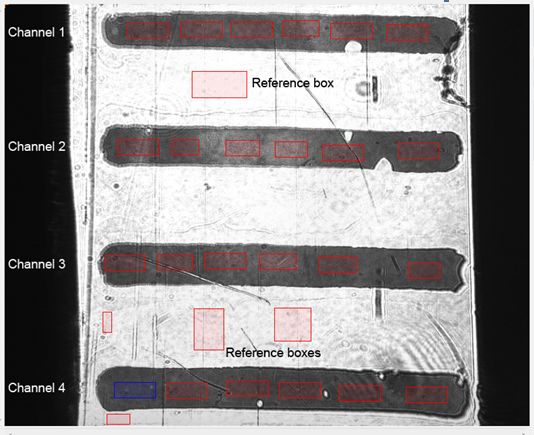 Channel 1
Reference box
Channel 2
Channel 3
Reference boxes
Channel 4